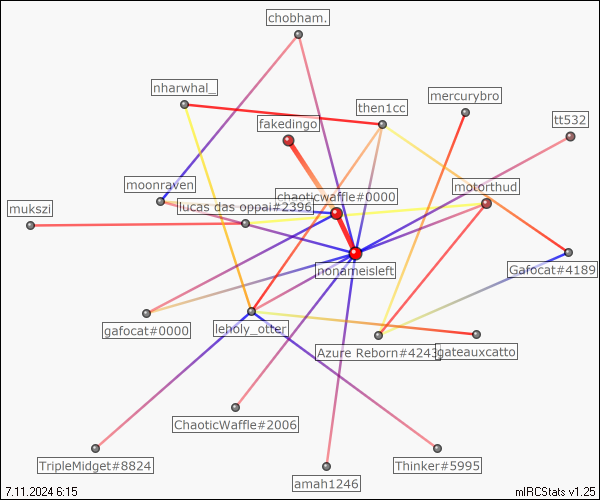 chobham.
nharwhal_
mercurybro
then1cc
fakedingo
tt532
moonraven
motorthud
chaoticwaffle#0000
lucas das oppai#2396
mukszi
nonameisleft
Gafocat#4189
gafocat#0000
leholy_otter
Azure Reborn#4243
gateauxcatto
ChaoticWaffle#2006
TripleMidget#8824
Thinker#5995
amah1246
7.11.2024 6:15
mIRCStats v1.25